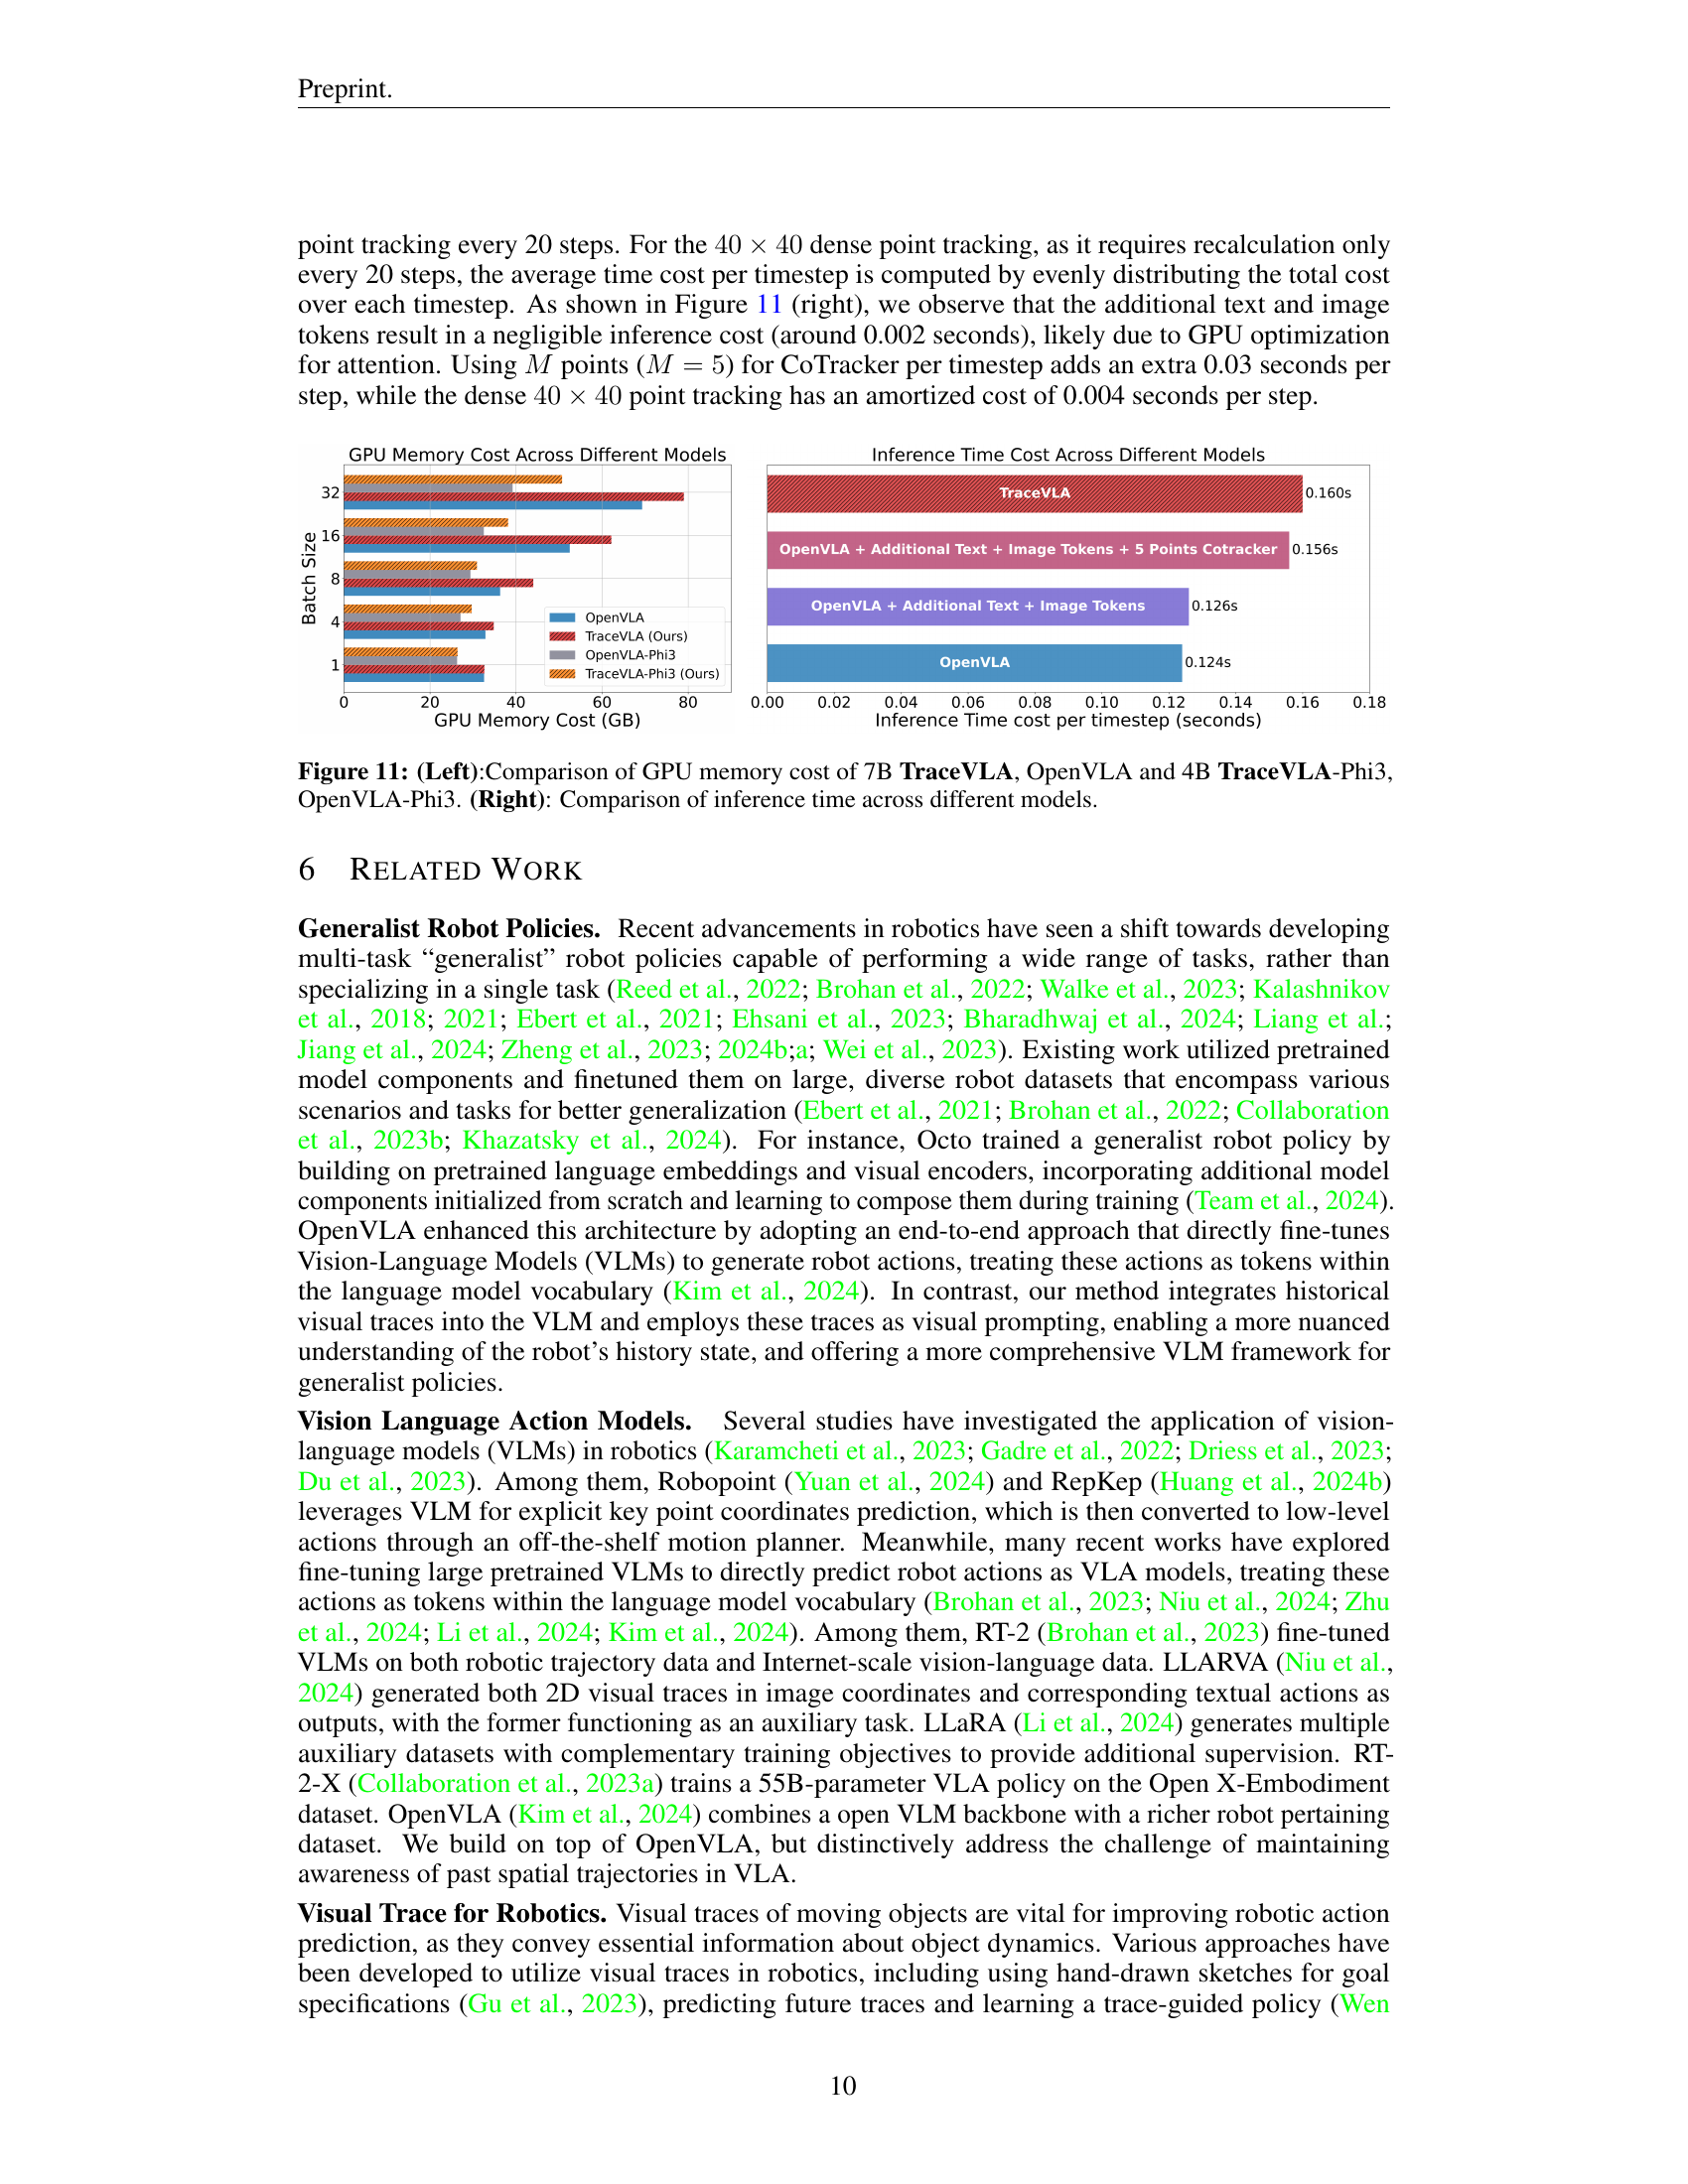 Preprint.
point tracking every 20 steps. For the 40 × 40 dense point tracking, as it requires recalculation only
every 20 steps, the average time cost per timestep is computed by evenly distributing the total cost
over each timestep. As shown in Figure 11 (right), we observe that the additional text and image
tokens result in a negligible inference cost (around 0.002 seconds), likely due to GPU optimization
for attention. Using M points (M = 5) for CoTracker per timestep adds an extra 0.03 seconds per
step, while the dense 40 × 40 point tracking has an amortized cost of 0.004 seconds per step.
GPU Memory Cost Across Different Models
Batch Size
32
16
8
4
1
OpenVLA
TraceVLA (Ours)
OpenVLA-Phi3
TraceVLA-Phi3 (Ours)
0 20 40 60 80
GPU Memory Cost (GB)
Inference Time Cost Across Different Models
TraceVLA 0.160s
OpenVLA + Additional Text + Image Tokens + 5 Points Cotracker 0.156s
OpenVLA + Additional Text + Image Tokens 0.126s
OpenVLA 0.124s
0.00 0.02 0.04 0.06 0.08 0.10 0.12 0.14 0.16 0.18
Inference Time cost per timestep (seconds)
Figure 11: (Left):Comparison of GPU memory cost of 7B TraceVLA, OpenVLA and 4B TraceVLA-Phi3,
OpenVLA-Phi3. (Right): Comparison of inference time across different models.
6 RELATED WORK
Generalist Robot Policies. Recent advancements in robotics have seen a shift towards developing
multi-task “generalist” robot policies capable of performing a wide range of tasks, rather than
specializing in a single task (Reed et al., 2022; Brohan et al., 2022; Walke et al., 2023; Kalashnikov
et al., 2018; 2021; Ebert et al., 2021; Ehsani et al., 2023; Bharadhwaj et al., 2024; Liang et al.;
Jiang et al., 2024; Zheng et al., 2023; 2024b;a; Wei et al., 2023). Existing work utilized pretrained
model components and finetuned them on large, diverse robot datasets that encompass various
scenarios and tasks for better generalization (Ebert et al., 2021; Brohan et al., 2022; Collaboration
et al., 2023b; Khazatsky et al., 2024). For instance, Octo trained a generalist robot policy by
building on pretrained language embeddings and visual encoders, incorporating additional model
components initialized from scratch and learning to compose them during training (Team et al., 2024).
OpenVLA enhanced this architecture by adopting an end-to-end approach that directly fine-tunes
Vision-Language Models (VLMs) to generate robot actions, treating these actions as tokens within
the language model vocabulary (Kim et al., 2024). In contrast, our method integrates historical
visual traces into the VLM and employs these traces as visual prompting, enabling a more nuanced
understanding of the robot’s history state, and offering a more comprehensive VLM framework for
generalist policies.
Vision Language Action Models. Several studies have investigated the application of vision-
language models (VLMs) in robotics (Karamcheti et al., 2023; Gadre et al., 2022; Driess et al., 2023;
Du et al., 2023). Among them, Robopoint (Yuan et al., 2024) and RepKep (Huang et al., 2024b)
leverages VLM for explicit key point coordinates prediction, which is then converted to low-level
actions through an off-the-shelf motion planner. Meanwhile, many recent works have explored
fine-tuning large pretrained VLMs to directly predict robot actions as VLA models, treating these
actions as tokens within the language model vocabulary (Brohan et al., 2023; Niu et al., 2024; Zhu
et al., 2024; Li et al., 2024; Kim et al., 2024). Among them, RT-2 (Brohan et al., 2023) fine-tuned
VLMs on both robotic trajectory data and Internet-scale vision-language data. LLARVA (Niu et al.,
2024) generated both 2D visual traces in image coordinates and corresponding textual actions as
outputs, with the former functioning as an auxiliary task. LLaRA (Li et al., 2024) generates multiple
auxiliary datasets with complementary training objectives to provide additional supervision. RT-
2-X (Collaboration et al., 2023a) trains a 55B-parameter VLA policy on the Open X-Embodiment
dataset. OpenVLA (Kim et al., 2024) combines a open VLM backbone with a richer robot pertaining
dataset. We build on top of OpenVLA, but distinctively address the challenge of maintaining
awareness of past spatial trajectories in VLA.
Visual Trace for Robotics. Visual traces of moving objects are vital for improving robotic action
prediction, as they convey essential information about object dynamics. Various approaches have
been developed to utilize visual traces in robotics, including using hand-drawn sketches for goal
specifications (Gu et al., 2023), predicting future traces and learning a trace-guided policy (Wen
10